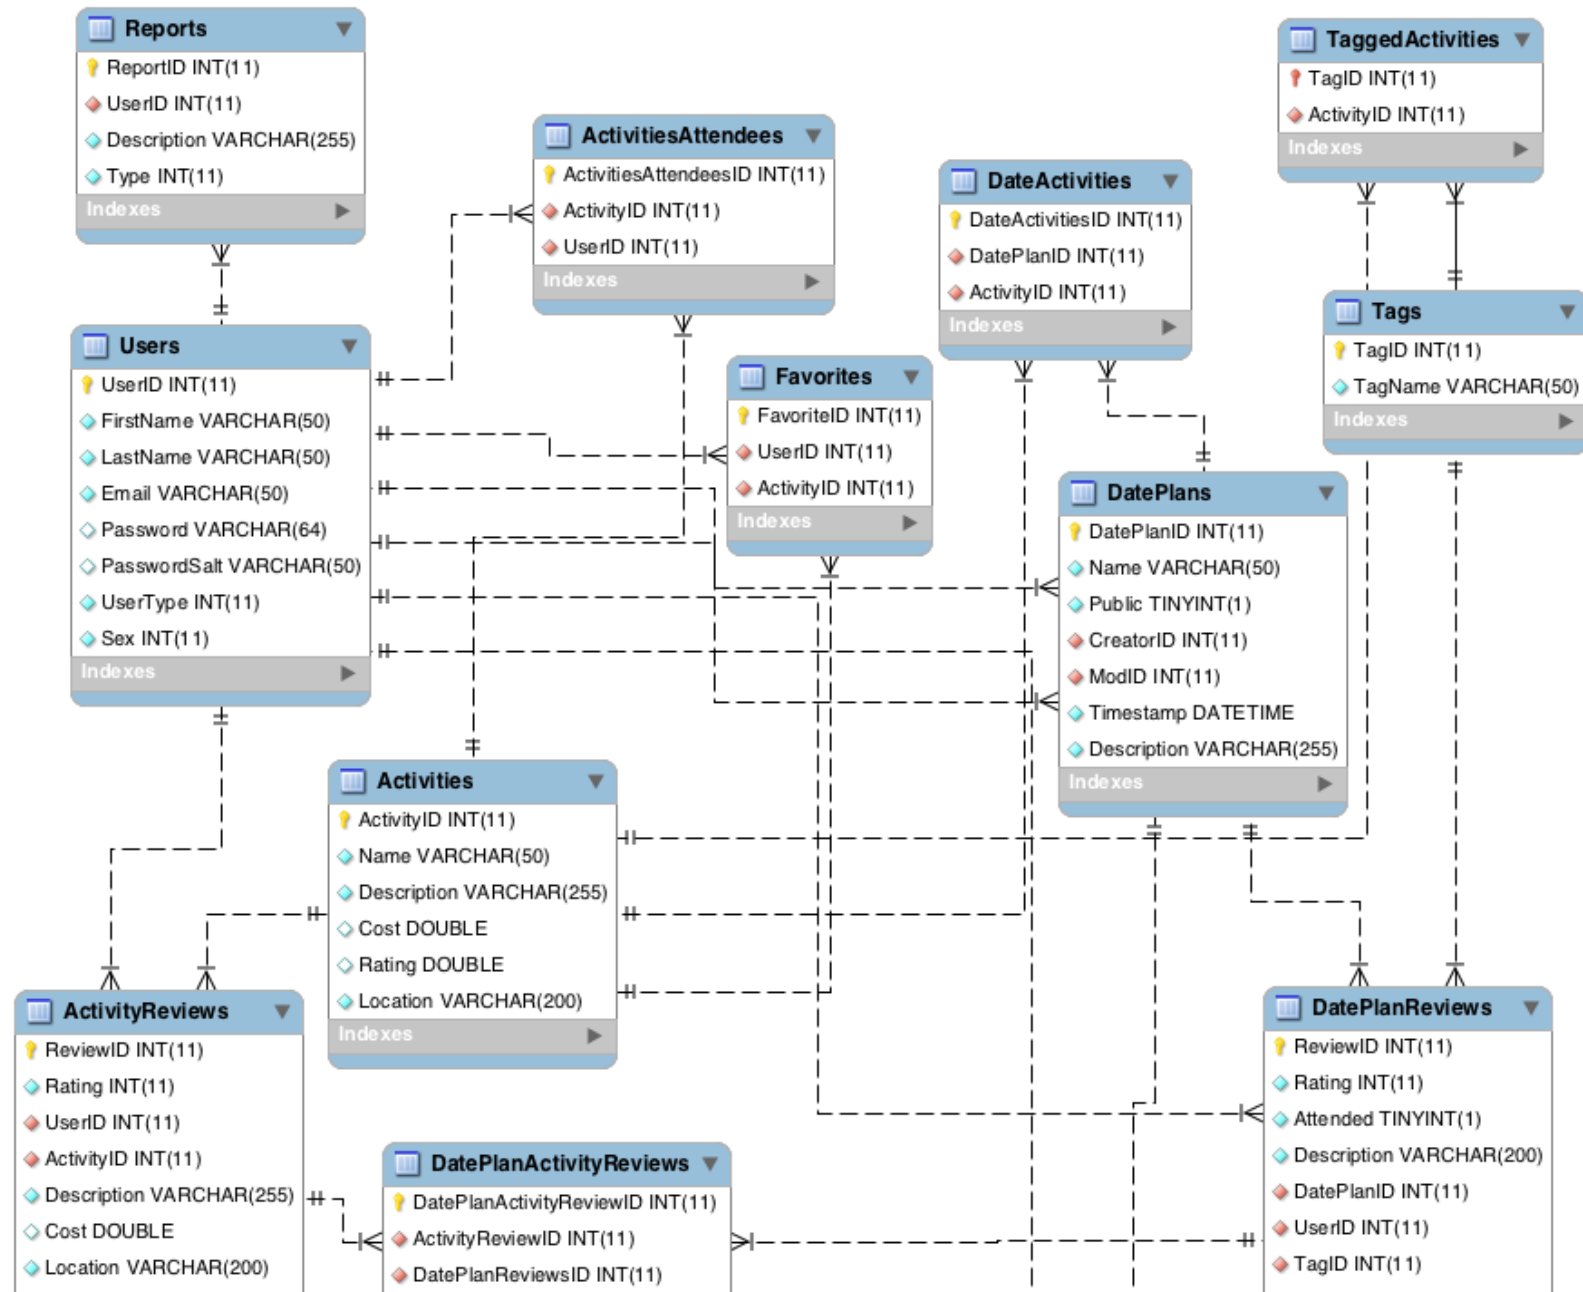 Reports
ReportID INT(11)
UserID INT(11)
Description VARCHAR(255)
Type INT(11)
Indexes
TaggedActivities
TagID INT(11)
ActivityID INT(11)
Indexes
ActivitiesAttendees
ActivitiesAttendeesID INT(11)
ActivityID INT(11)
UserID INT(11)
Indexes
DateActivities
DateActivitiesID INT(11)
DatePlanID INT(11)
ActivityID INT(11)
Indexes
Tags
TagID INT(11)
TagName VARCHAR(50)
Indexes
Users
UserID INT(11)
FirstName VARCHAR(50)
LastName VARCHAR(50)
Email VARCHAR(50)
Password VARCHAR(64)
PasswordSalt VARCHAR(50)
UserType INT(11)
Sex INT(11)
Indexes
Favorites
FavoriteID INT(11)
UserID INT(11)
ActivityID INT(11)
Indexes
DatePlans
DatePlanID INT(11)
Name VARCHAR(50)
Public TINYINT(1)
CreatorID INT(11)
ModID INT(11)
Timestamp DATETIME
Description VARCHAR(255)
Indexes
Activities
ActivityID INT(11)
Name VARCHAR(50)
Description VARCHAR(255)
Cost DOUBLE
Rating DOUBLE
Location VARCHAR(200)
Indexes
ActivityReviews
ReviewID INT(11)
Rating INT(11)
UserID INT(11)
ActivityID INT(11)
Description VARCHAR(255)
Cost DOUBLE
Location VARCHAR(200)
DatePlanActivityReviews
DatePlanActivityReviewID INT(11)
ActivityReviewID INT(11)
DatePlanReviewsID INT(11)
DatePlanReviews
ReviewID INT(11)
Rating INT(11)
Attended TINYINT(1)
Description VARCHAR(200)
DatePlanID INT(11)
UserID INT(11)
TagID INT(11)